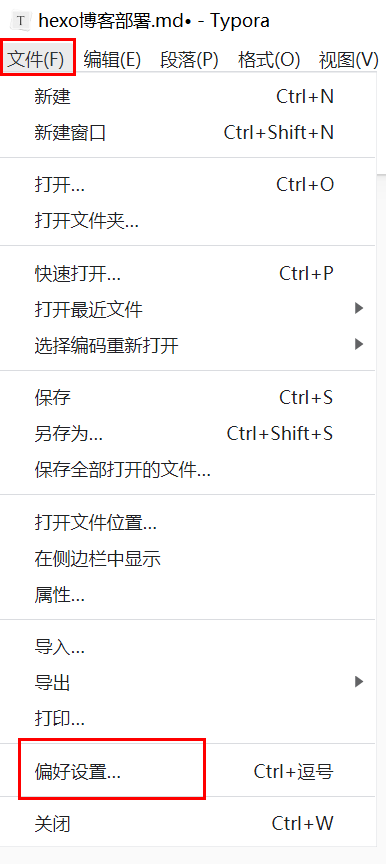 T hexo博客部署.md• - Typora
文件(F) 编辑(E) 段落(P) 格式(O) 视图(V)
新建 Ctrl+N
新建窗口 Ctrl+Shift+N
打开... Ctrl+O
打开文件夹...
快速打开... Ctrl+P
打开最近文件
选择编码重新打开
保存 Ctrl+S
另存为... Ctrl+Shift+S
保存全部打开的文件...
打开文件位置...
在侧边栏中显示
属性...
导入...
导出
打印...
偏好设置... Ctrl+逗号
关闭 Ctrl+W